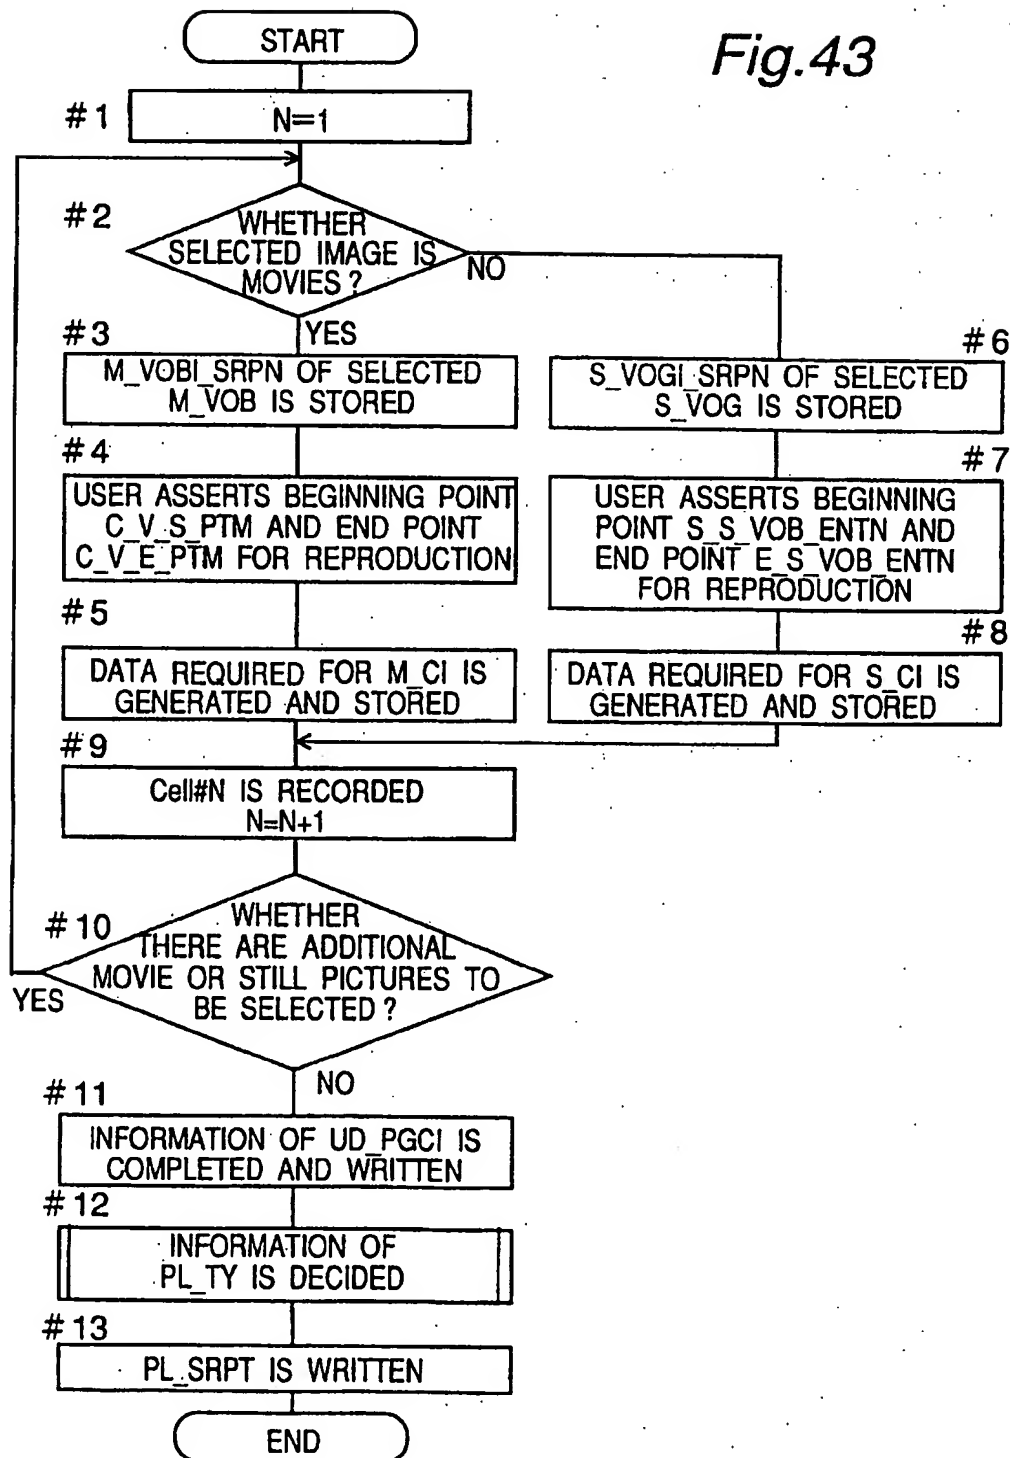 Fig.43
START
#1
N=1
#2
WHETHER
SELECTED IMAGE IS
MOVIES?
NO
YES
#3
M_VOBI_SRPN OF SELECTED
M_VOB IS STORED
#4
USER ASSERTS BEGINNING POINT
C_V_S_PTM AND END POINT
C_V_E_PTM FOR REPRODUCTION
#5
DATA REQUIRED FOR M_CI IS
GENERATED AND STORED
#6
S_VOGI_SRPN OF SELECTED
S_VOG IS STORED
#7
USER ASSERTS BEGINNING
POINT S_S_VOB_ENTN AND
END POINT E_S_VOB_ENTN
FOR REPRODUCTION
#8
DATA REQUIRED FOR S_CI IS
GENERATED AND STORED
#9
Cell#N IS RECORDED
N=N+1
#10
WHETHER
THERE ARE ADDITIONAL
MOVIE OR STILL PICTURES TO
BE SELECTED?
YES
NO
#11
INFORMATION OF UD_PGCI IS
COMPLETED AND WRITTEN
#12
INFORMATION OF
PL_TY IS DECIDED
#13
PL_SRPT IS WRITTEN
END